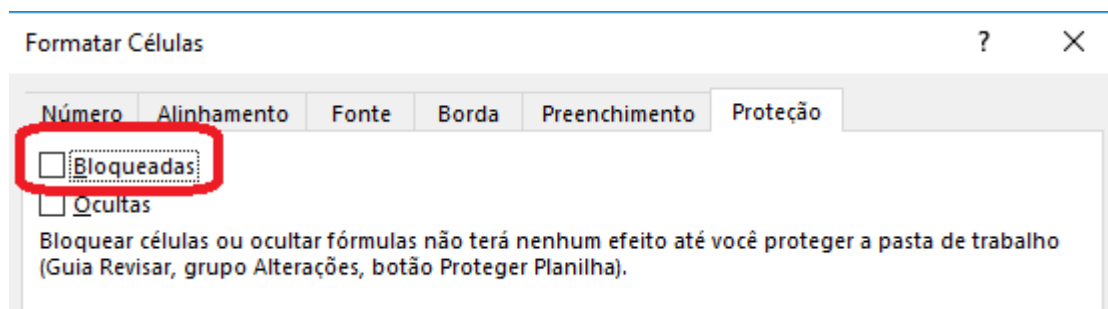 Formatar Células ? ×
Número Alinhamento Fonte Borda Preenchimento Proteção
Bloqueadas
Ocultas
Bloquear células ou ocultar fórmulas não terá nenhum efeito até você proteger a pasta de trabalho
(Guia Revisar, grupo Alterações, botão Proteger Planilha).